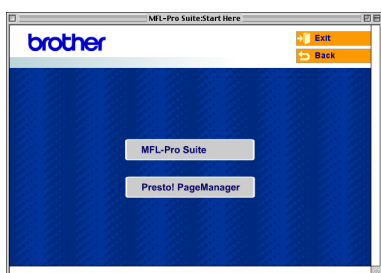 MFL-Pro Suite:Start Here
brother
Exit
Back
MFL-Pro Suite
Presto! PageManager